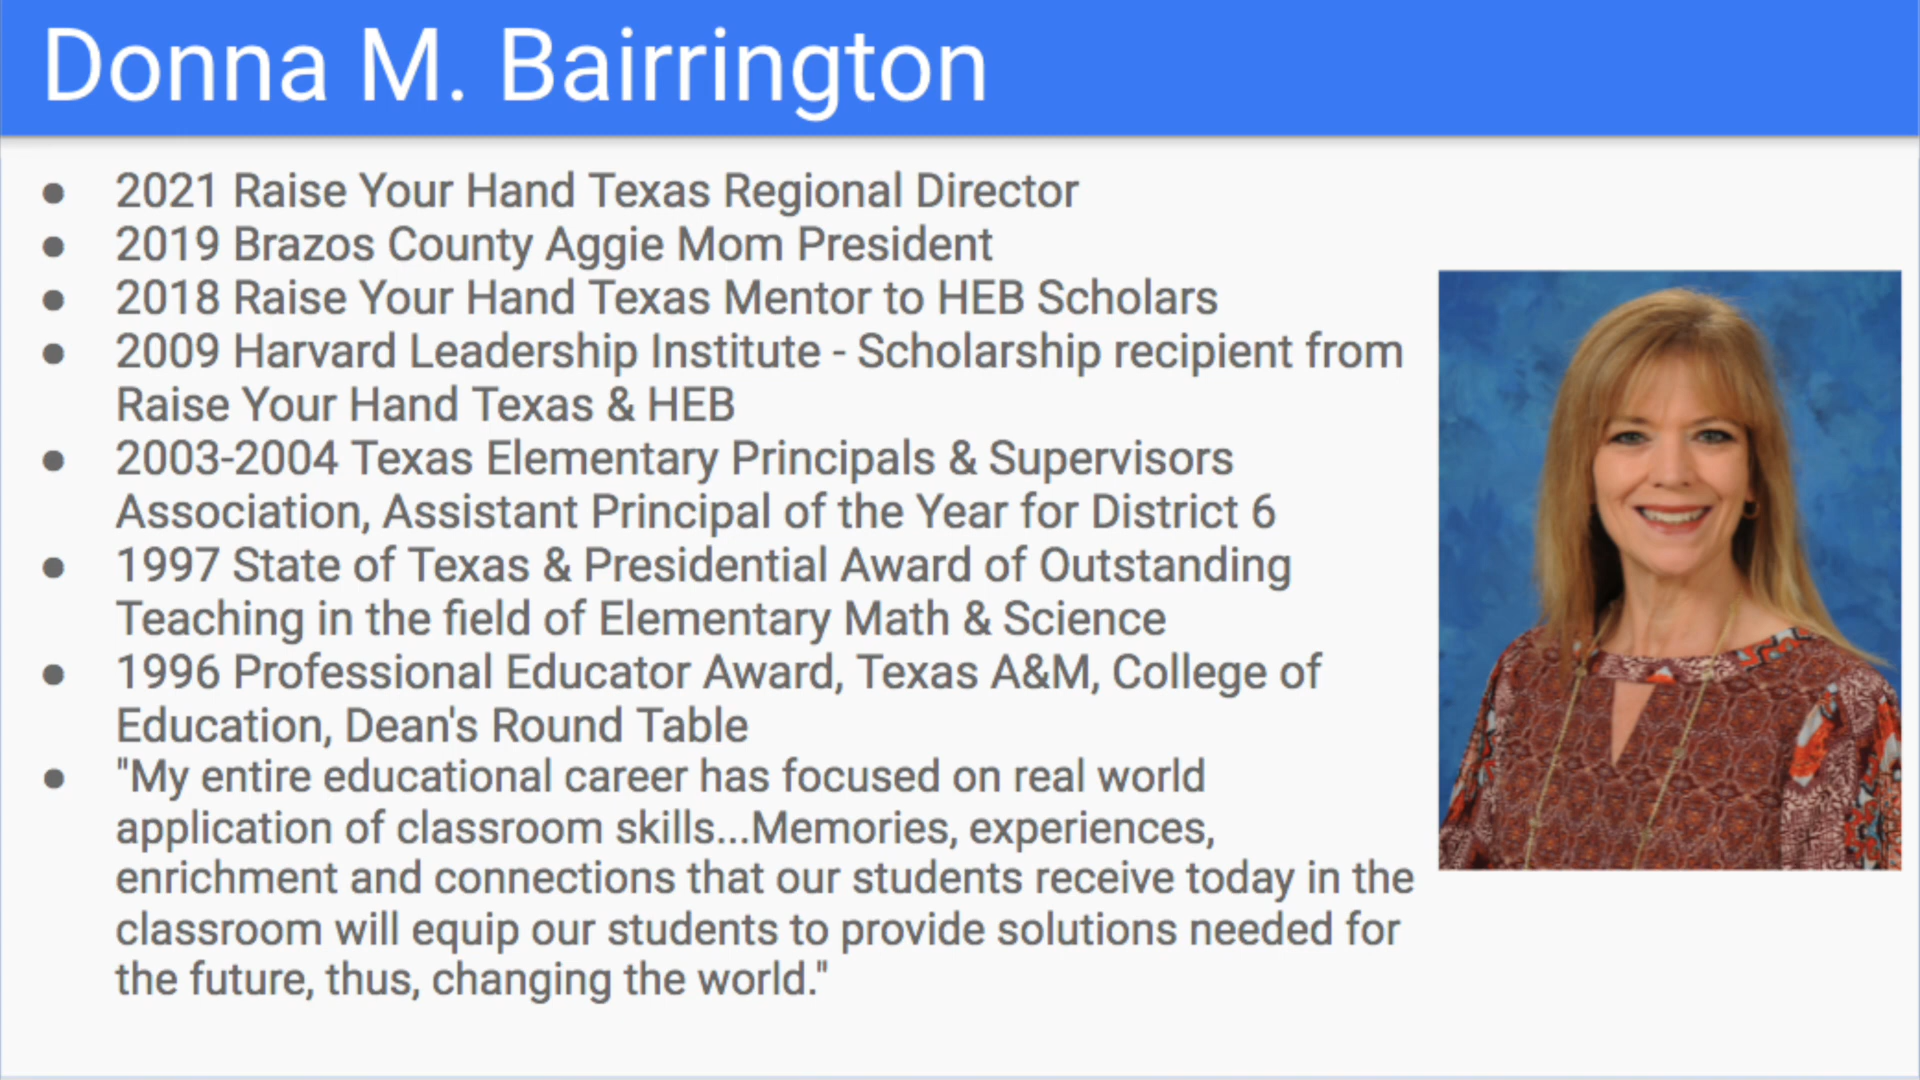 Donna M. Bairrington
● 2021 Raise Your Hand Texas Regional Director
● 2019 Brazos County Aggie Mom President
● 2018 Raise Your Hand Texas Mentor to HEB Scholars
● 2009 Harvard Leadership Institute - Scholarship recipient from
Raise Your Hand Texas & HEB
● 2003-2004 Texas Elementary Principals & Supervisors
Association, Assistant Principal of the Year for District 6
● 1997 State of Texas & Presidential Award of Outstanding
Teaching in the field of Elementary Math & Science
● 1996 Professional Educator Award, Texas A&M, College of
Education, Dean's Round Table
● "My entire educational career has focused on real world
application of classroom skills...Memories, experiences,
enrichment and connections that our students receive today in the
classroom will equip our students to provide solutions needed for
the future, thus, changing the world."